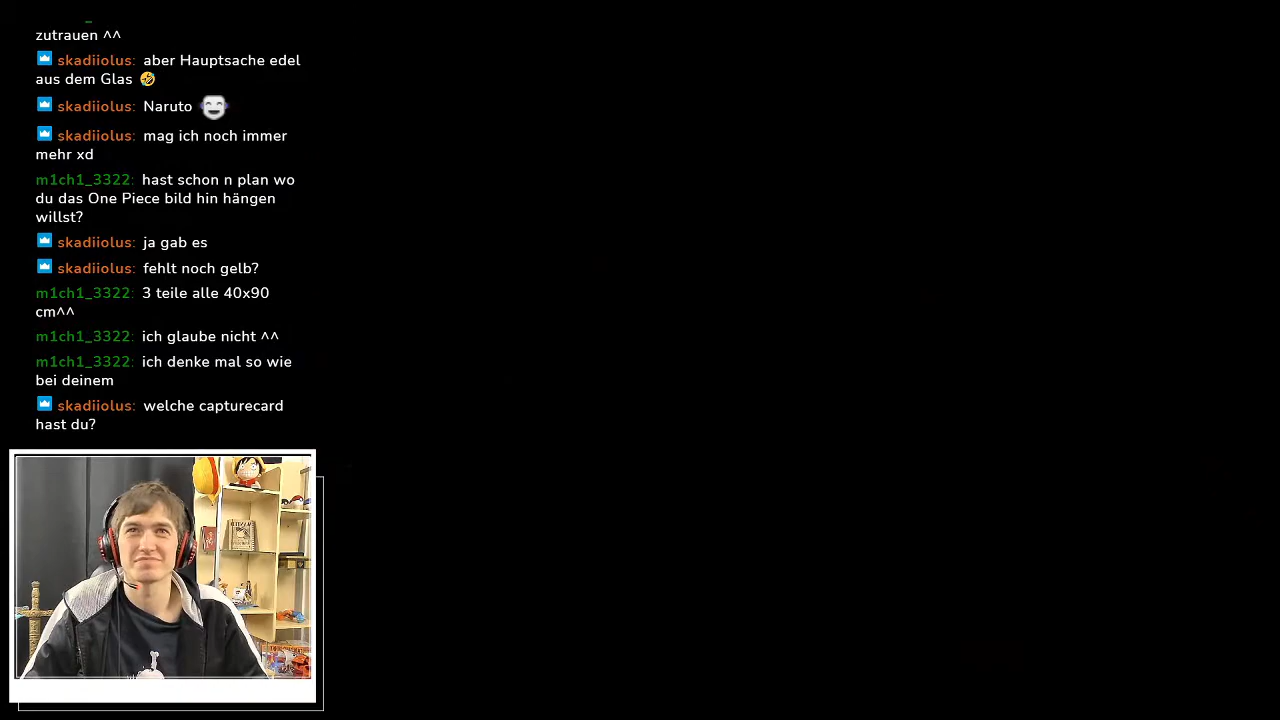 zutrauen ^^
skadiiolus: aber Hauptsache edel
aus dem Glas 🤣
skadiiolus: Naruto
skadiiolus: mag ich noch immer
mehr xd
m1ch1_3322: hast schon n plan wo
du das One Piece bild hin hängen
willst?
skadiiolus: ja gab es
skadiiolus: fehlt noch gelb?
m1ch1_3322: 3 teile alle 40x90
cm^^
m1ch1_3322: ich glaube nicht ^^
m1ch1_3322: ich denke mal so wie
bei deinem
skadiiolus: welche capturecard
hast du?